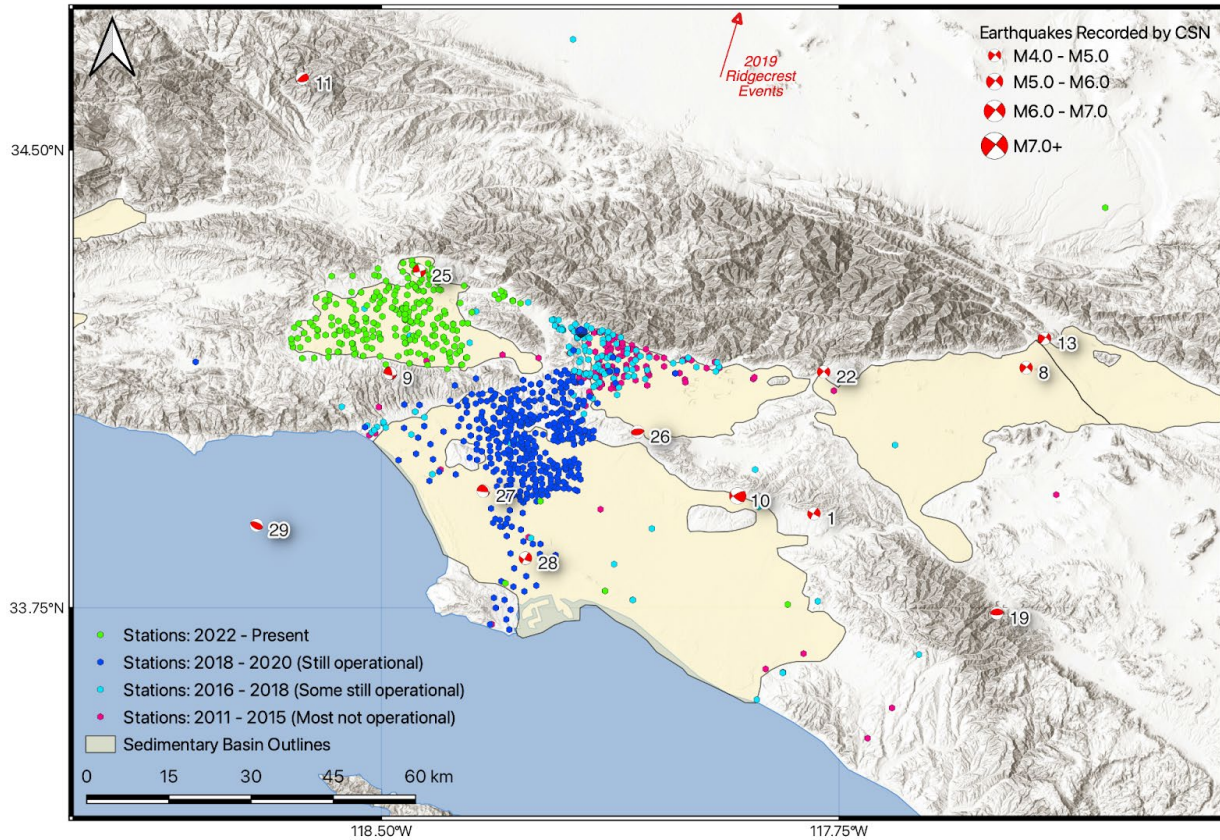 Earthquakes Recorded by CSN
M4.0 - M5.0
M5.0 - M6.0
M6.0 - M7.0
M7.0+
2019
Ridgecrest
Events
11
34.50°N
25
13
9
22
8
26
27
10
1
29
28
33.75°N
19
Stations: 2022 - Present
Stations: 2018 - 2020 (Still operational)
Stations: 2016 - 2018 (Some still operational)
Stations: 2011 - 2015 (Most not operational)
Sedimentary Basin Outlines
0 15 30 45 60 km
118.50°W 117.75°W